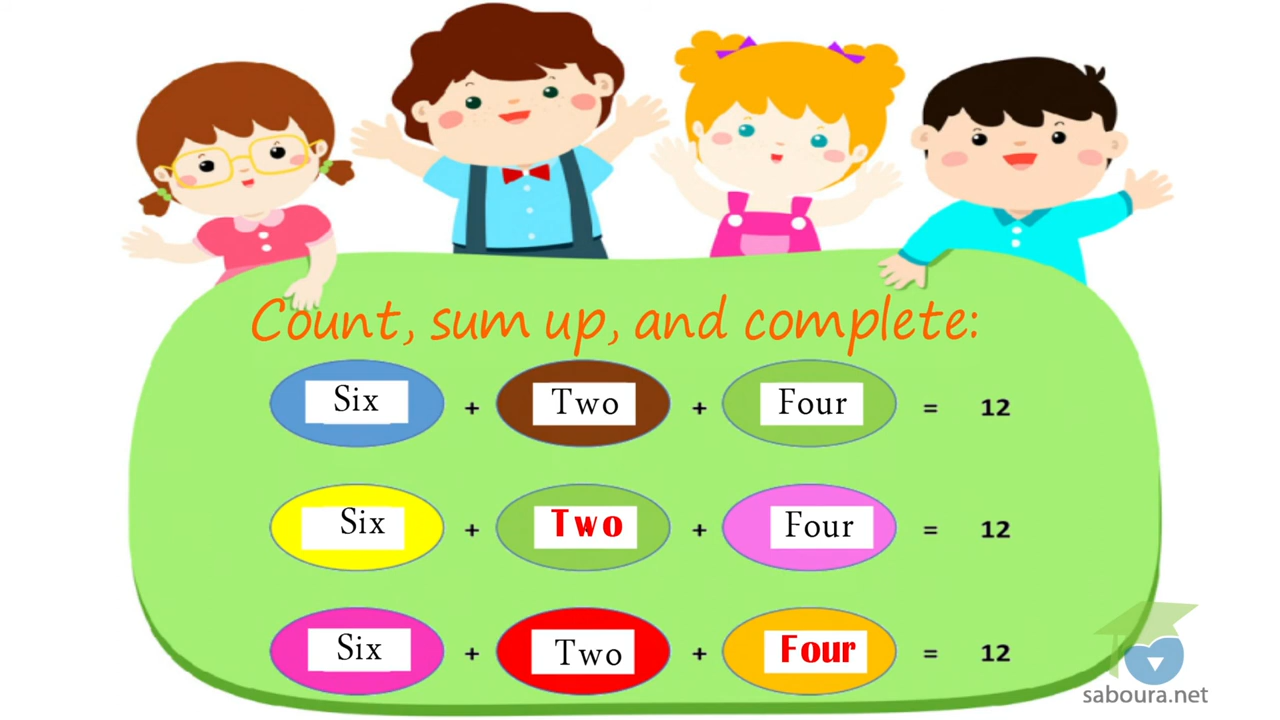 Count, sum up, and complete:
Six + Two + Four = 12
Six + Two + Four = 12
Six + Two + Four = 12
saboura.net